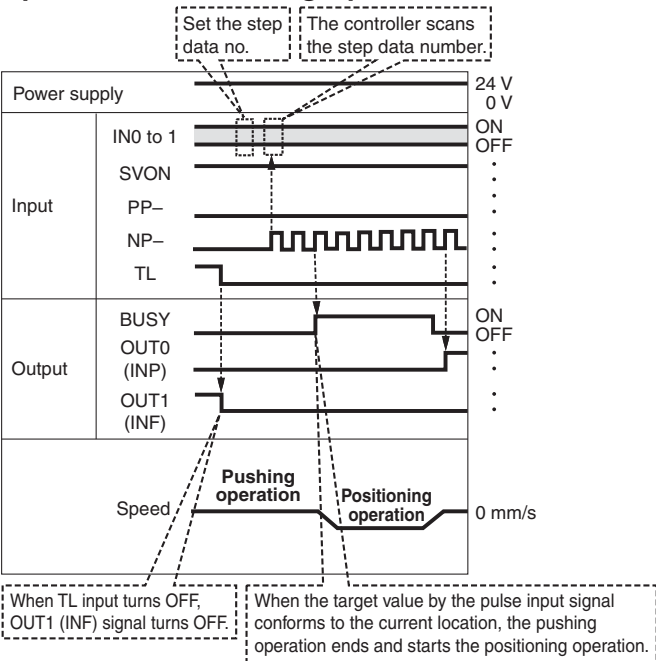 Set the step
data no.
The controller scans
the step data number.
Power supply
24 V
0 V
Input
IN0 to 1
ON
OFF
SVON
PP–
NP–
TL
Output
BUSY
ON
OFF
OUT0
(INP)
OUT1
(INF)
Speed
Pushing
operation
Positioning
operation
0 mm/s
When TL input turns OFF,
OUT1 (INF) signal turns OFF.
When the target value by the pulse input signal
conforms to the current location, the pushing
operation ends and starts the positioning operation.